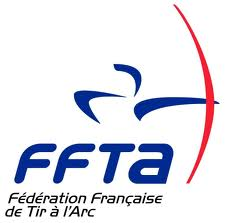 FFTa
Fédération Française
de Tir à l'Arc